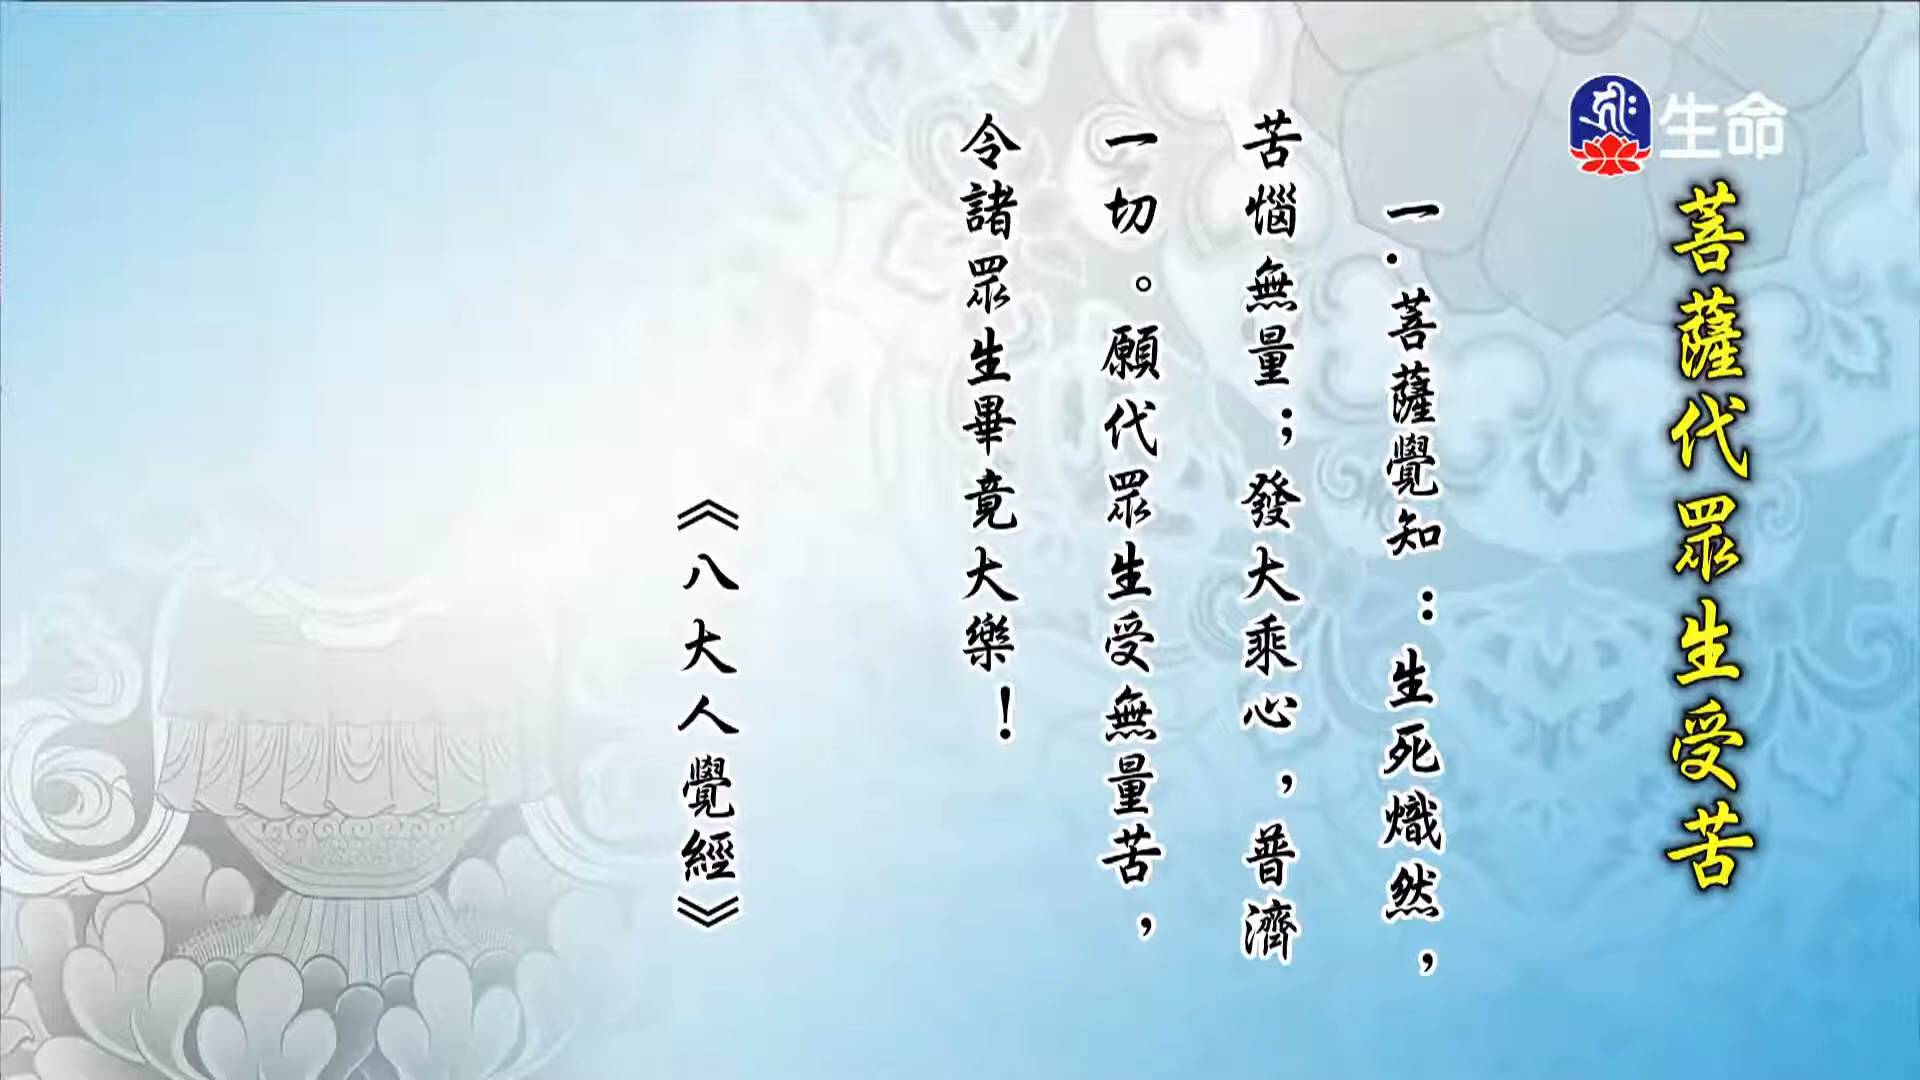 生命
菩薩代眾生受苦
一．菩薩覺知：生死熾然，
苦惱無量；發大乘心，普濟
一切。願代眾生受無量苦，
令諸眾生畢竟大樂！
《八大人覺經》